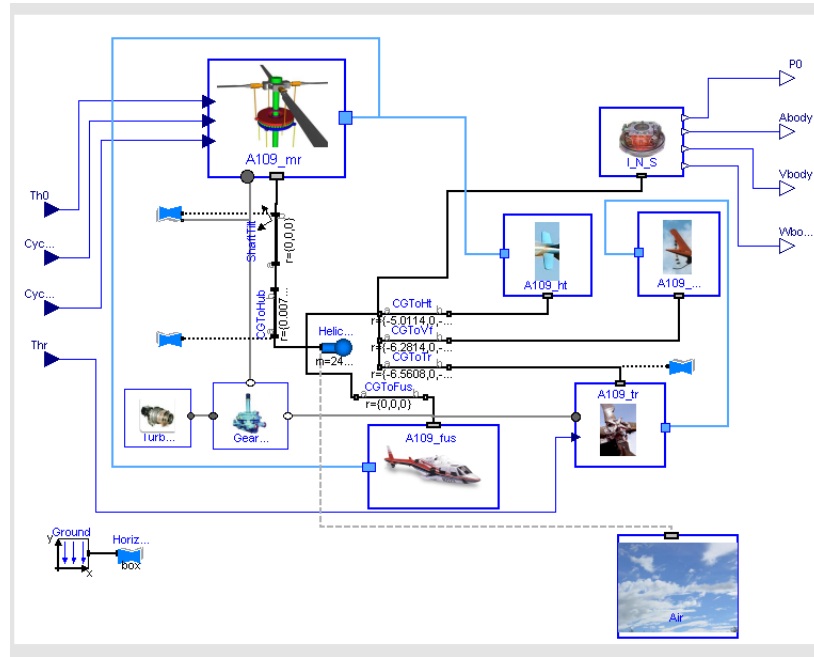 P0
Abody
A109_mr
I_N_S
Vbody
Th0
ShaftTilt
r={0,0,0}
Wbo...
Cyc...
A109_ht
A109_...
CGToHub
r={0.007...
CGToHt
r={-5.0114,0,-...
Cyc...
CGToVf
r={-6.2814,0,-...
Helic...
m=24...
Thr
CGToTr
r={-6.5608,0,-...
CGToFus
r={0,0,0}
A109_tr
Turb...
Gear...
A109_fus
Ground
y
x
Horiz...
box
Air